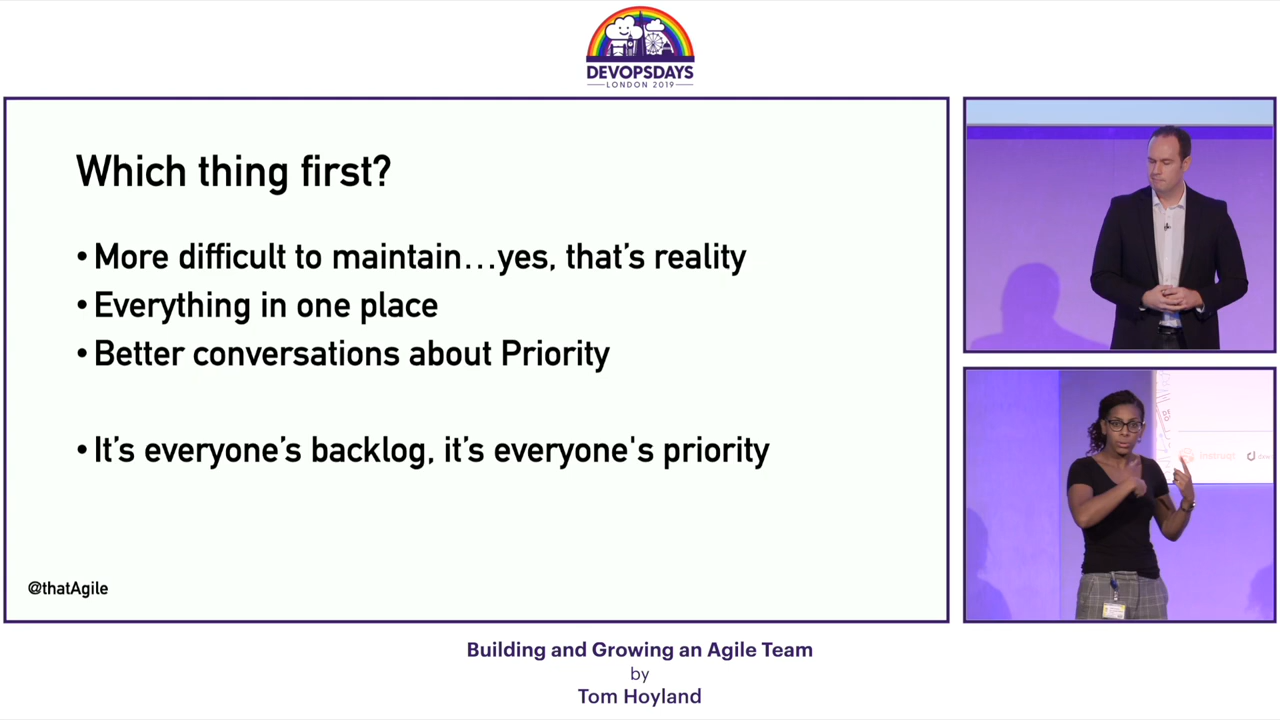 DEVOPSDAYS
LONDON 2019
Which thing first?
• More difficult to maintain...yes, that's reality
• Everything in one place
• Better conversations about Priority
• It's everyone's backlog, it's everyone's priority
@thatAgile
instruqt
Building and Growing an Agile Team
by
Tom Hoyland